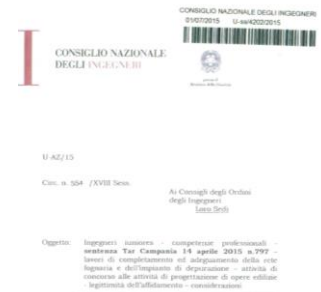 CONSIGLIO NAZIONALE DEGLI INGEGNERI
01/07/2015 U-ss/4202/2015
CONSIGLIO NAZIONALE
DEGLI INGEGNERI
U-AZ/15
Circ. n. 554 /XVIII Sess.
Ai Consigli degli Ordini
degli Ingegneri
Loro Sedi
Oggetto: Ingegneri iuniores - competenze professionali -
sentenza Tar Campania 14 aprile 2015 n.797 -
lavori di completamento ed adeguamento della rete
fognaria e dell'impianto di depurazione - attività di
concorso alle attività di progettazione di opere edilizie
- legittimità dell'affidamento - considerazioni